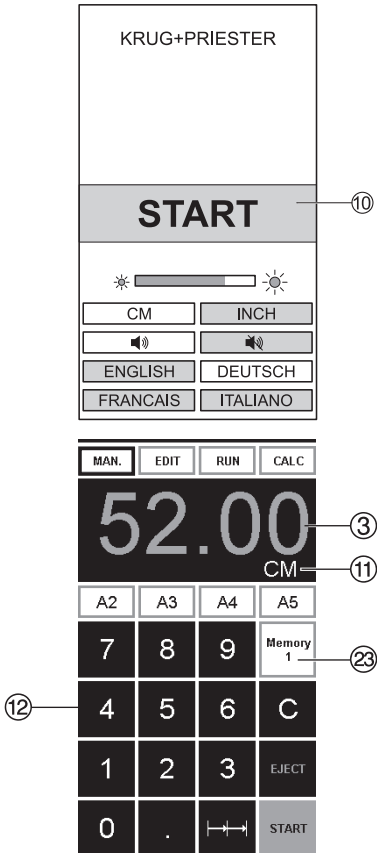 KRUG+PRIESTER
START
10
CM INCH
ENGLISH DEUTSCH
FRANCAIS ITALIANO
MAN. EDIT RUN CALC
52.00
3
CM
11
A2 A3 A4 A5
7 8 9 Memory
1
23
12
4 5 6 C
1 2 3 EJECT
0 . START